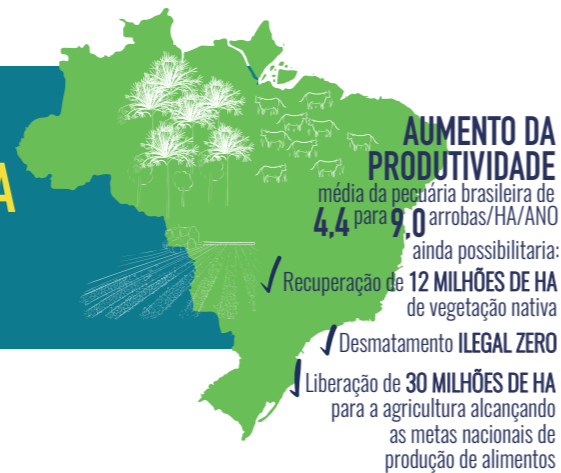 A
AUMENTO DA
PRODUTIVIDADE
média da pecuária brasileira de
4,4 para 9,0 arrobas/HA/ANO
ainda possibilitaria:
Recuperação de 12 MILHÕES DE HA
de vegetação nativa
Desmatamento ILEGAL ZERO
Liberação de 30 MILHÕES DE HA
para a agricultura alcançando
as metas nacionais de
produção de alimentos